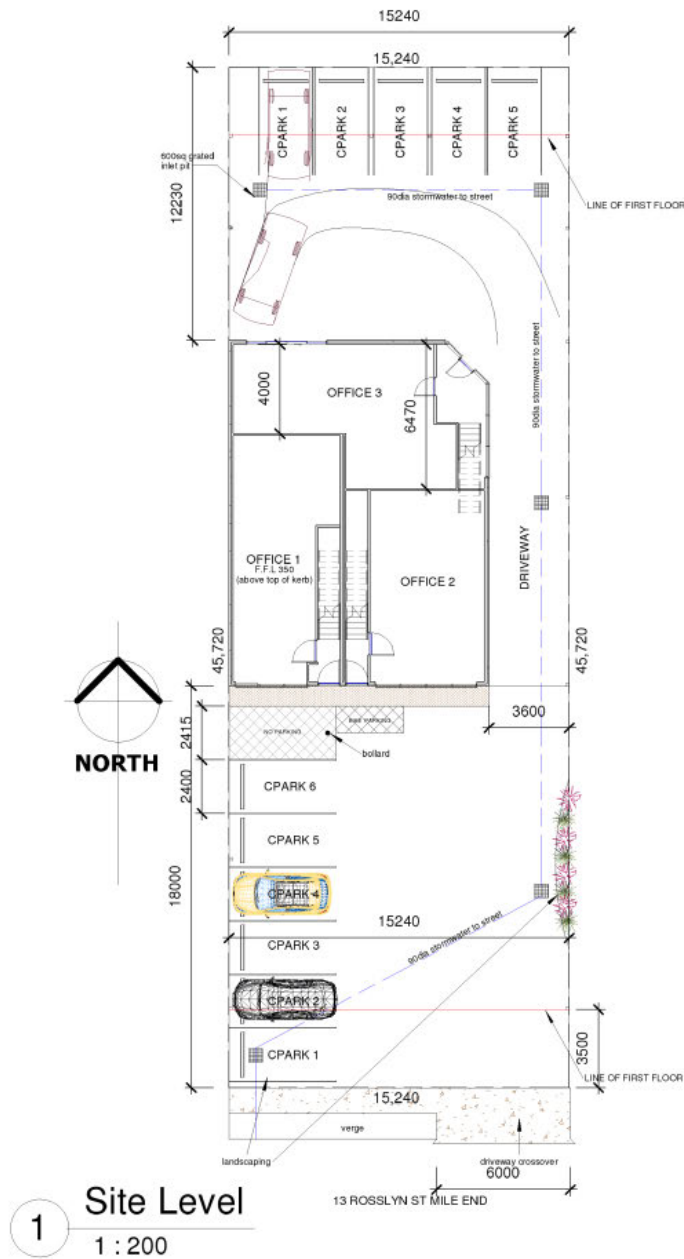 15240
15,240
CPARK 1
CPARK 2
CPARK 3
CPARK 4
CPARK 5
600sq grated
inlet pit
90dia stormwater to street
LINE OF FIRST FLOOR
12230
90dia stormwater to street
4000
OFFICE 3
6470
DRIVEWAY
OFFICE 1
F.F.L 350
(above top of kerb)
OFFICE 2
45,720
45,720
NORTH
2415
NO PARKING
BIKE PARKING
3600
bollard
2400
CPARK 6
CPARK 5
18000
CPARK 4
15240
CPARK 3
90dia stormwater to street
CPARK 2
CPARK 1
3500
LINE OF FIRST FLOOR
15,240
verge
landscaping
driveway crossover
6000
13 ROSSLYN ST MILE END
1
Site Level
1 : 200